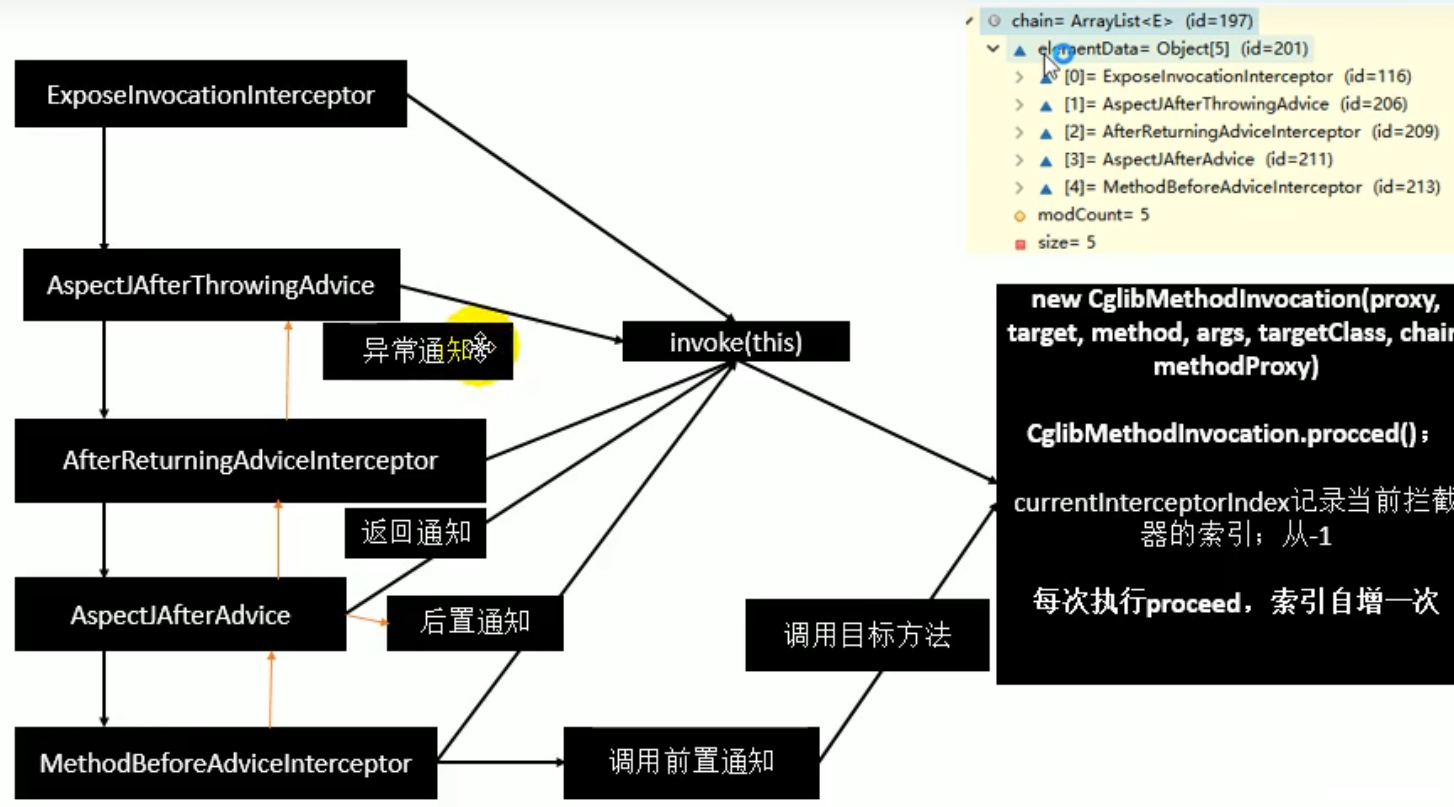 chain= ArrayList<E> (id=197)
elementData= Object[5] (id=201)
[0]= ExposeInvocationInterceptor (id=116)
[1]= AspectJAfterThrowingAdvice (id=206)
[2]= AfterReturningAdviceInterceptor (id=209)
[3]= AspectJAfterAdvice (id=211)
[4]= MethodBeforeAdviceInterceptor (id=213)
modCount= 5
size= 5
ExposeInvocationInterceptor
AspectJAfterThrowingAdvice
异常通知
invoke(this)
AfterReturningAdviceInterceptor
返回通知
AspectJAfterAdvice
后置通知
MethodBeforeAdviceInterceptor
调用前置通知
调用目标方法
new CglibMethodInvocation(proxy,
target, method, args, targetClass, chain
methodProxy)
CglibMethodInvocation.procced();
currentInterceptorIndex记录当前拦截
器的索引；从-1
每次执行proceed，索引自增一次